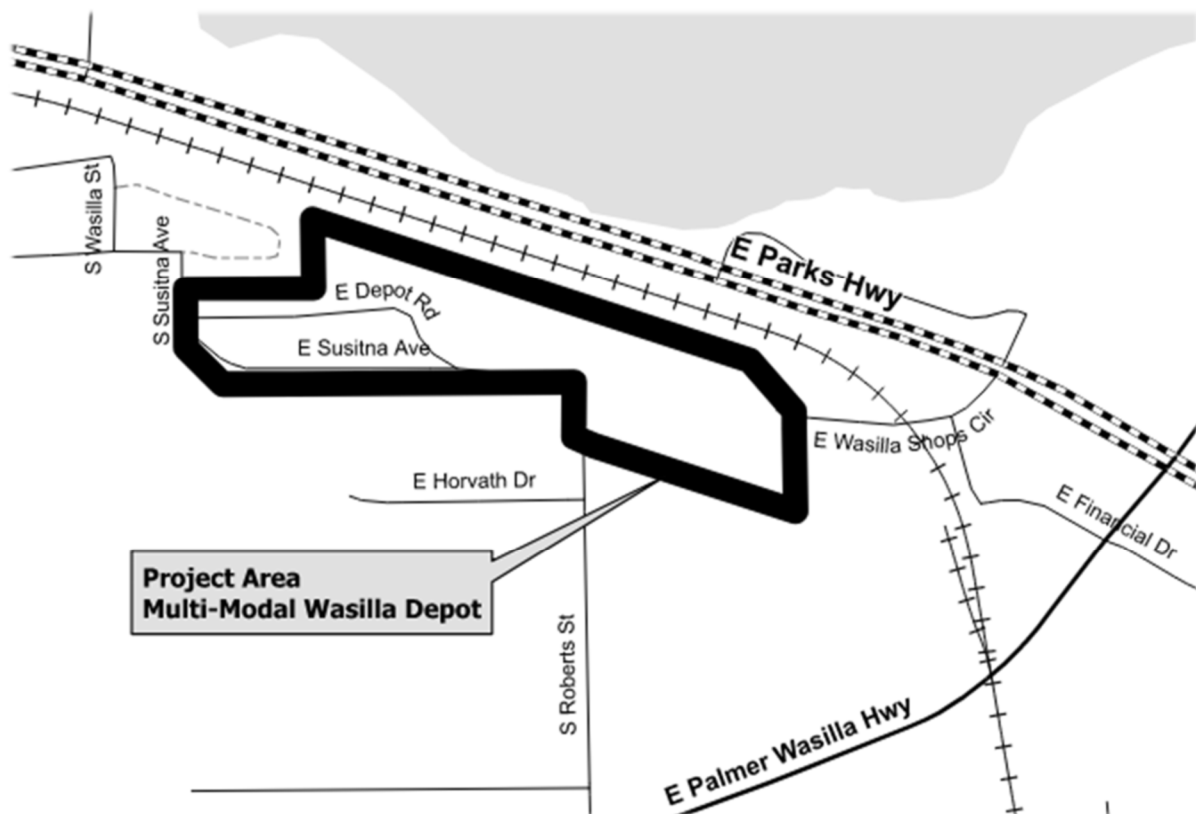 S Wasilla St
S Susitna Ave
E Parks Hwy
E Depot Rd
E Susitna Ave
E Wasilla Shops Cir
E Horvath Dr
E Financial Dr
Project Area
Multi-Modal Wasilla Depot
S Roberts St
E Palmer Wasilla Hwy